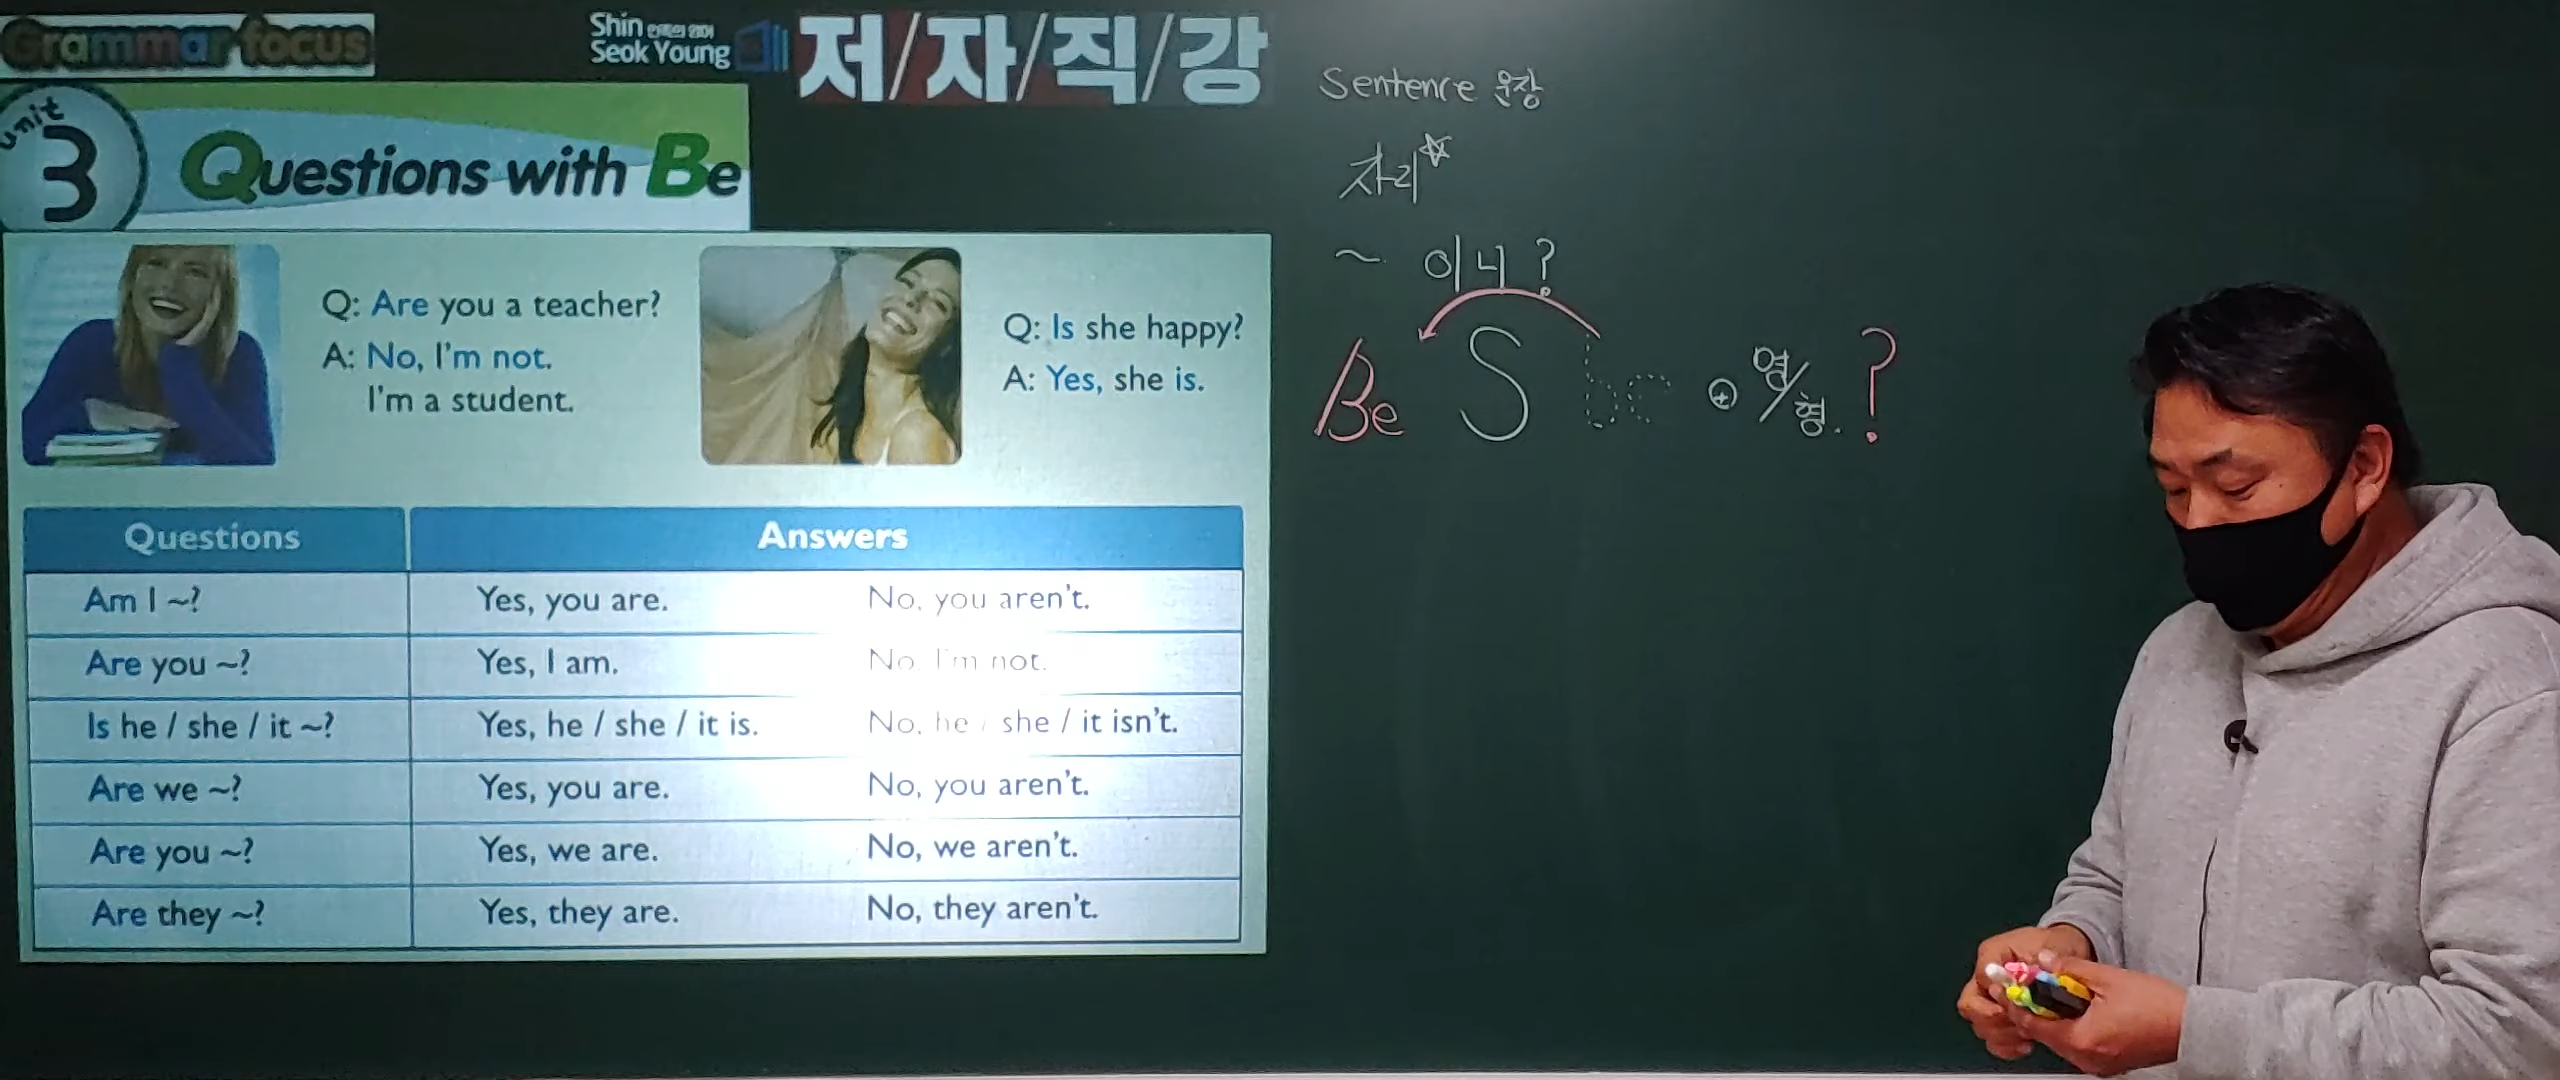 Grammar focus
Shin
Seok Young
저/자/직/강
unit
3 Questions with Be
Q: Are you a teacher?
A: No, I'm not.
I'm a student.
Q: Is she happy?
A: Yes, she is.
Questions Answers
Am I ~? Yes, you are. No, you aren't.
Are you ~? Yes, I am. No, I'm not.
Is he / she / it ~? Yes, he / she / it is. No, he / she / it isn't.
Are we ~? Yes, you are. No, you aren't.
Are you ~? Yes, we are. No, we aren't.
Are they ~? Yes, they are. No, they aren't.
Sentence 문장
자리☆
~ 이니?
Be S be ⊕ 명/형. ?